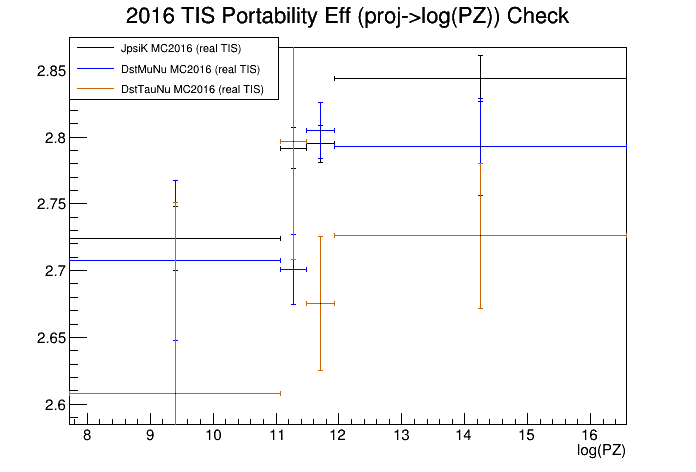 2016 TIS Portability Eff (proj->log(PZ)) Check
JpsiK MC2016 (real TIS)
DstMuNu MC2016 (real TIS)
DstTauNu MC2016 (real TIS)
2.85
2.8
2.75
2.7
2.65
2.6
8 9 10 11 12 13 14 15 16
log(PZ)